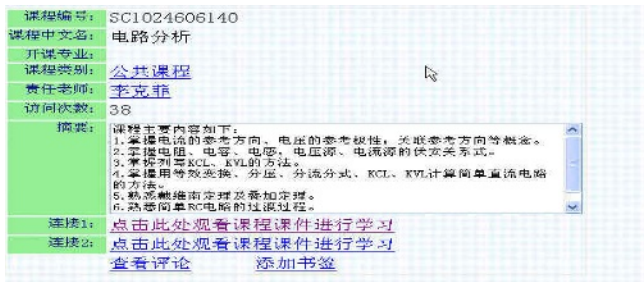 课程编号: SC1024606140
课程中文名: 电路分析
开课专业:
课程类别: 公共课程
责任老师: 李克菲
访问次数: 38
摘要: 课程主要内容如下:
1.掌握电流的参考方向、电压的参考极性,关联参考方向等概念。
2.掌握电阻、电容、电感,电压源、电流源的伏安关系式。
3.掌握列写KCL、KVL的方法。
4.掌握用等效变换、分压、分流公式、KCL、KVL计算简单直流电路
的方法。
5.熟悉戴维南定理及叠加定理。
6.熟悉简单RC电路的过渡过程。
连接1: 点击此处观看课程课件进行学习
连接2: 点击此处观看课程课件进行学习
查看评论 添加书签